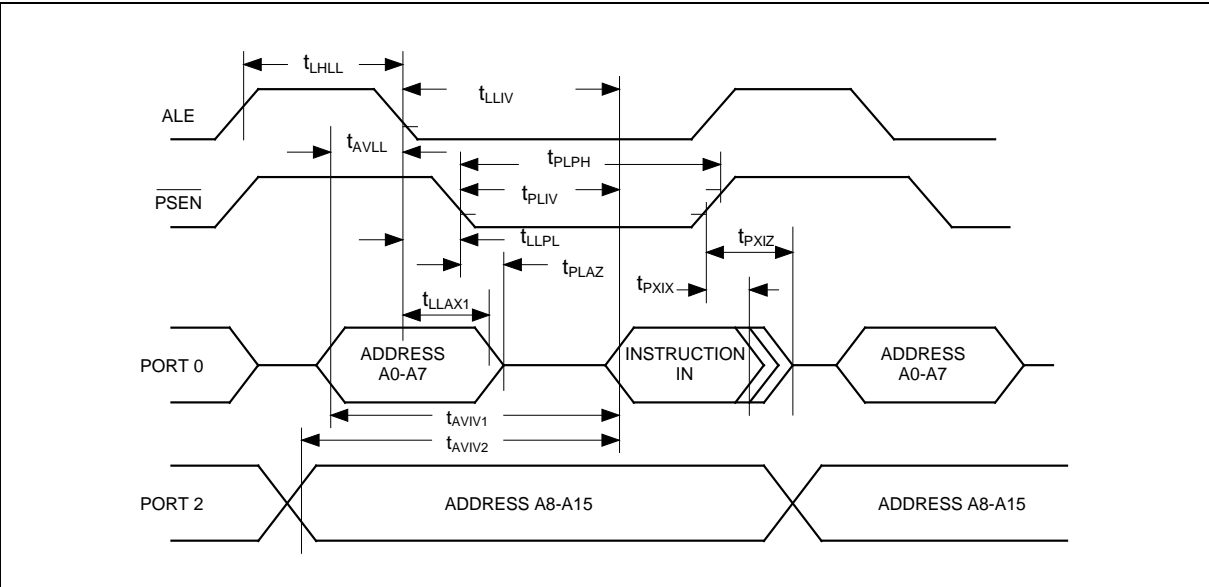 tLHLL
tLLIV
ALE
tAVLL
tPLPH
PSEN
tPLIV
tLLPL
tPXIZ
tPLAZ
tPXIX
tLLAX1
PORT 0
ADDRESS
A0-A7
INSTRUCTION
IN
ADDRESS
A0-A7
tAVIV1
tAVIV2
PORT 2
ADDRESS A8-A15
ADDRESS A8-A15